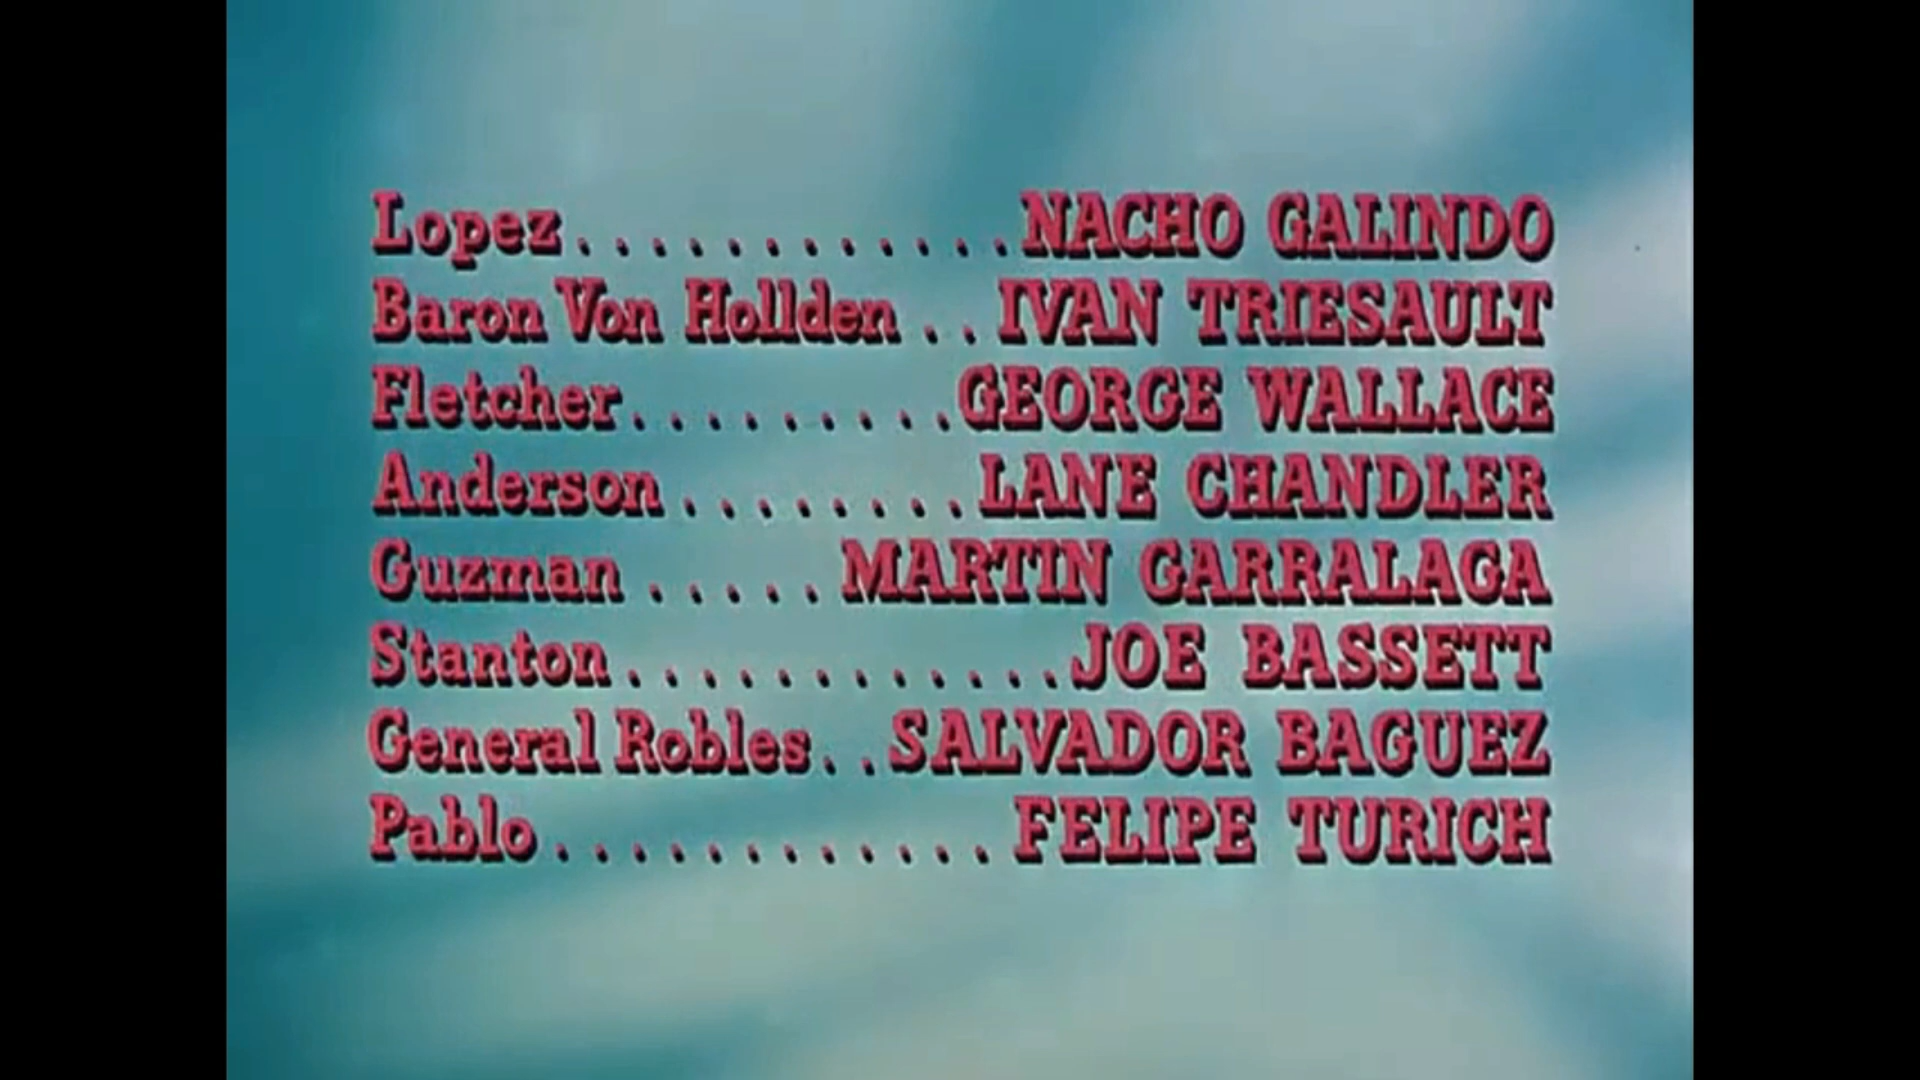 Lopez............NACHO GALINDO
Baron Von Hollden..IVAN TRIESAULT
Fletcher.........GEORGE WALLACE
Anderson........LANE CHANDLER
Guzman.....MARTIN GARRALAGA
Stanton............JOE BASSETT
General Robles..SALVADOR BAGUEZ
Pablo............FELIPE TURICH